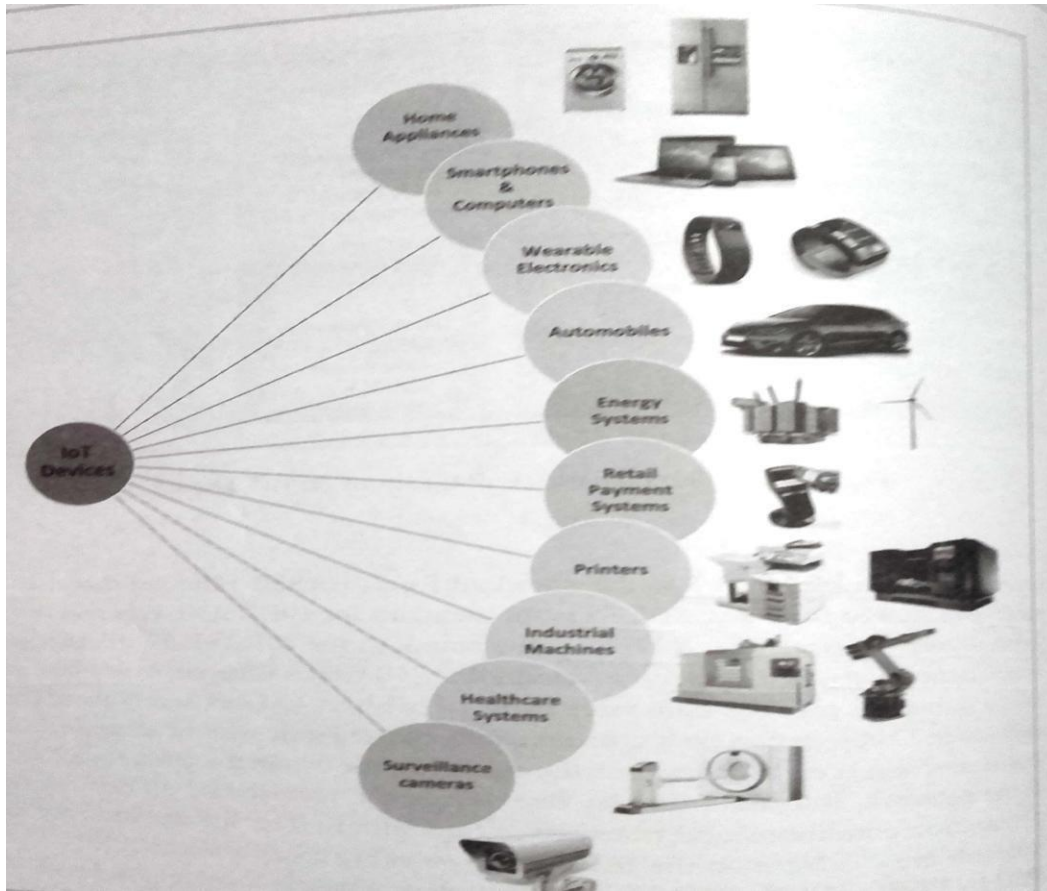 Home
Appliances
Smartphones
&
Computers
Wearable
Electronics
Automobiles
Energy
Systems
IoT
Devices
Retail
Payment
Systems
Printers
Industrial
Machines
Healthcare
Systems
Surveillance
cameras